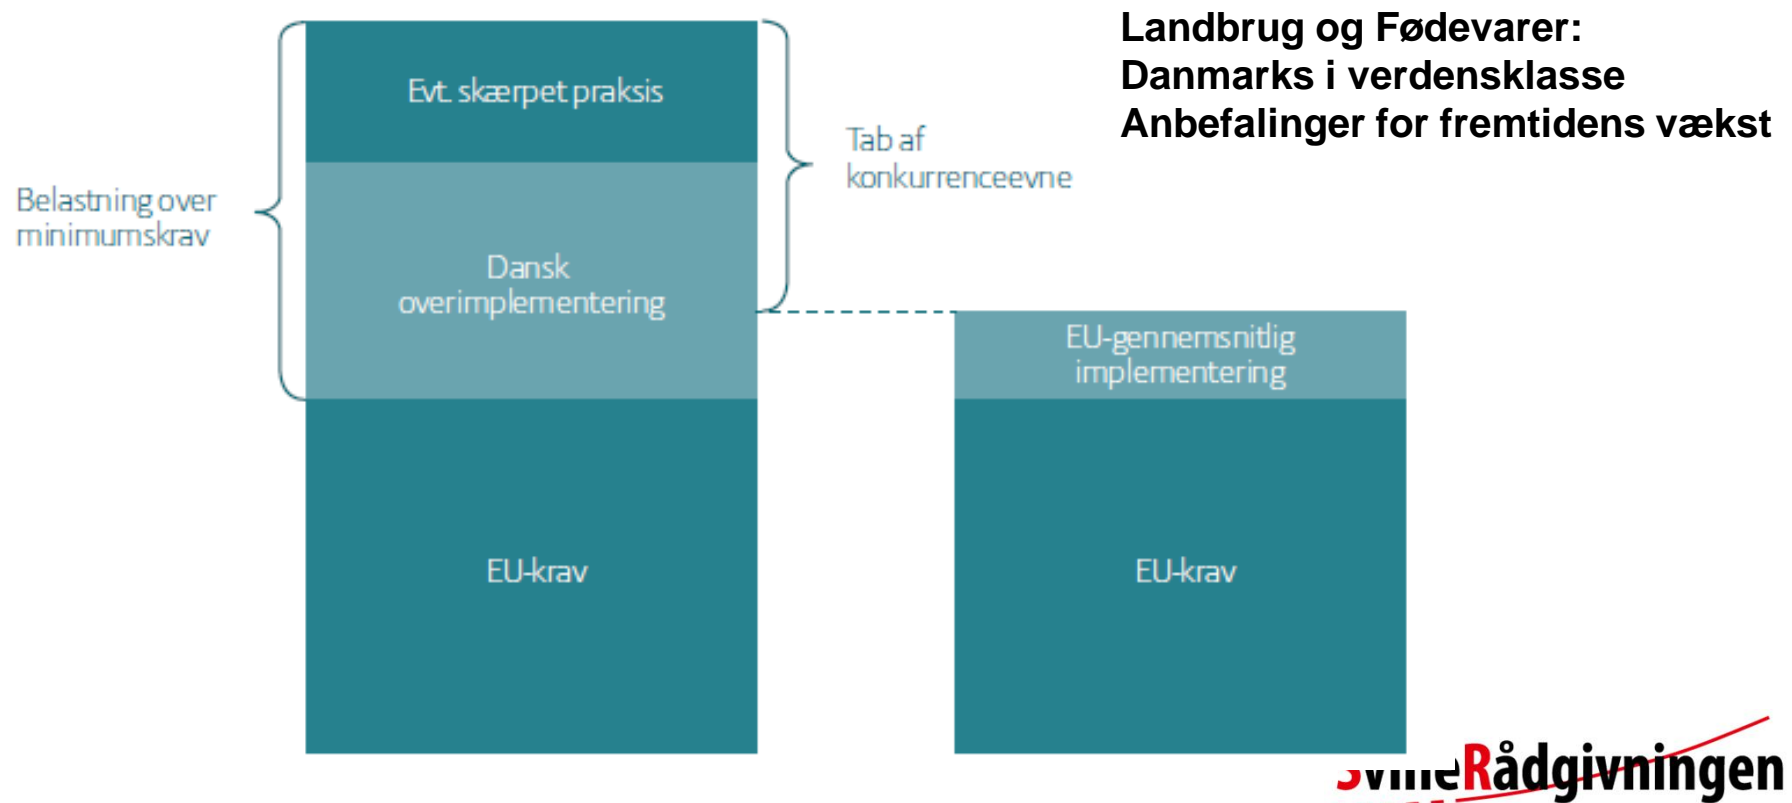 Landbrug og Fødevarer:
Danmarks i verdensklasse
Anbefalinger for fremtidens vækst
Evt. skærpet praksis
Tab af
konkurrenceevne
Belastning over
minimumskrav
Dansk
overimplementering
EU-gennemsnitlig
implementering
EU-krav
EU-krav
SvineRådgivningen